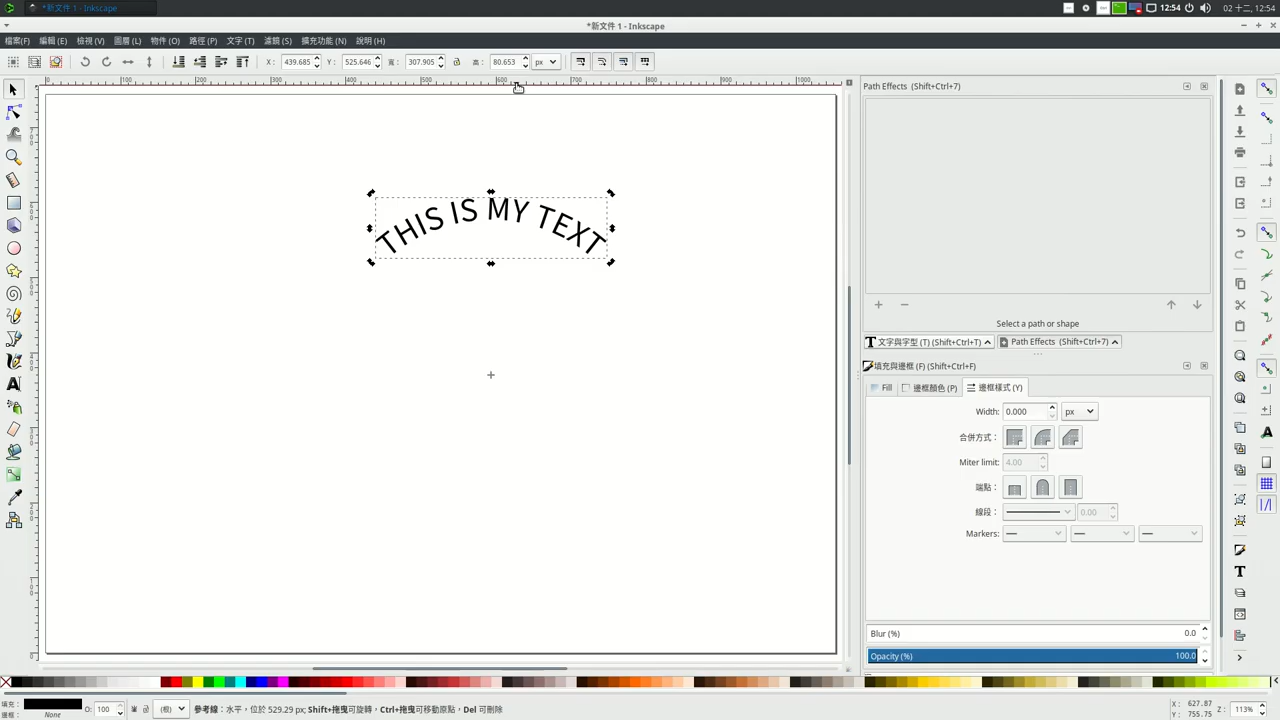 *新文件 1 - Inkscape
12:54
02 十二, 12:54
*新文件 1 - Inkscape
檔案(F) 編輯 (E) 檢視 (V) 圖層 (L) 物件 (O) 路徑 (P) 文字 (T) 濾鏡 (S) 擴充功能 (N) 說明 (H)
X : 439.685 Y : 525.646 寬 : 307.905 高 : 80.653 px
Path Effects (Shift+Ctrl+7)
THIS IS MY TEXT
Select a path or shape
文字與字型 (T) (Shift+Ctrl+T) Path Effects (Shift+Ctrl+7)
填充與邊框 (F) (Shift+Ctrl+F)
Fill 邊框顏色 (P) 邊框樣式 (Y)
Width: 0.000 px
合併方式：
Miter limit: 4.00
端點：
線段： 0.00
Markers:
Blur (%) 0.0
Opacity (%) 100.0
填充： O: 100 (根) 參考線：水平，位於 529.29 px; Shift+拖曳可旋轉，Ctrl+拖曳可移動原點，Del 可刪除 X : 627.87 Z : 113%
邊框： None Y : 755.75